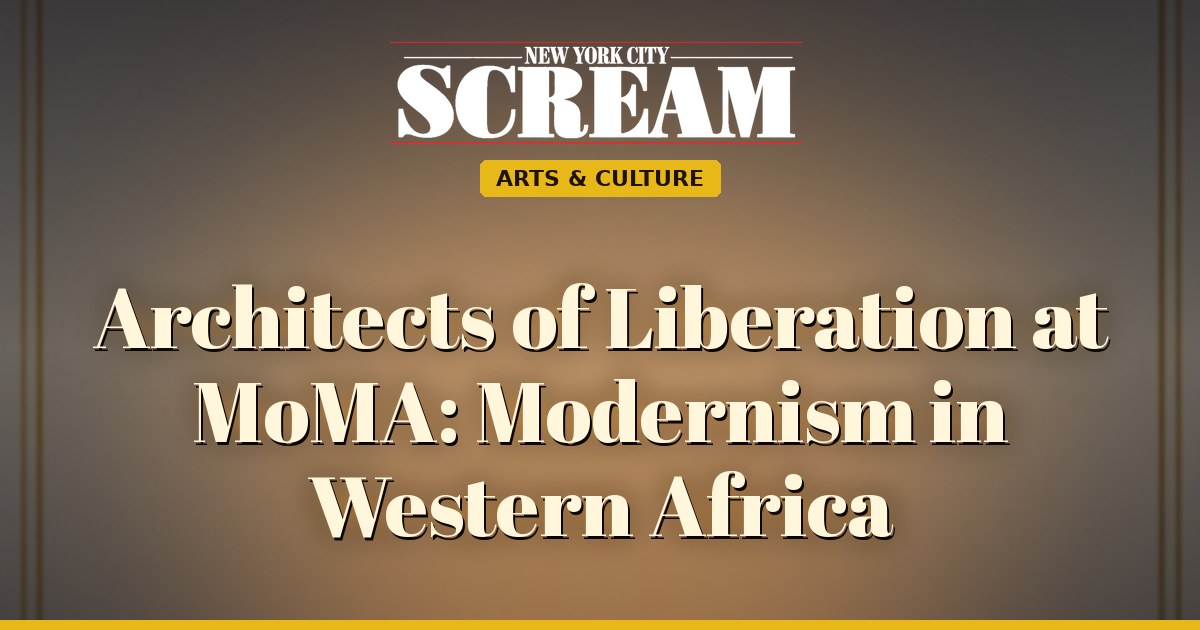 NEW YORK CITY
SCREAM
ARTS & CULTURE
Architects of Liberation at
MoMA: Modernism in
Western Africa